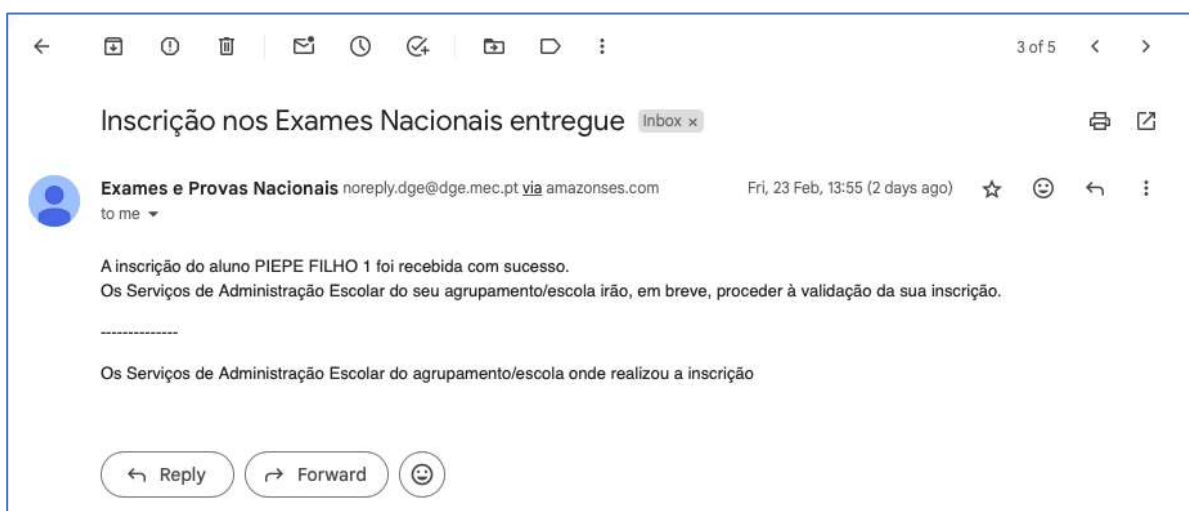 3 of 5
Inscrição nos Exames Nacionais entregue Inbox x
Exames e Provas Nacionais noreply.dge@dge.mec.pt via amazonses.com Fri, 23 Feb, 13:55 (2 days ago)
to me
A inscrição do aluno PIEPE FILHO 1 foi recebida com sucesso.
Os Serviços de Administração Escolar do seu agrupamento/escola irão, em breve, proceder à validação da sua inscrição.
--------------
Os Serviços de Administração Escolar do agrupamento/escola onde realizou a inscrição
Reply Forward